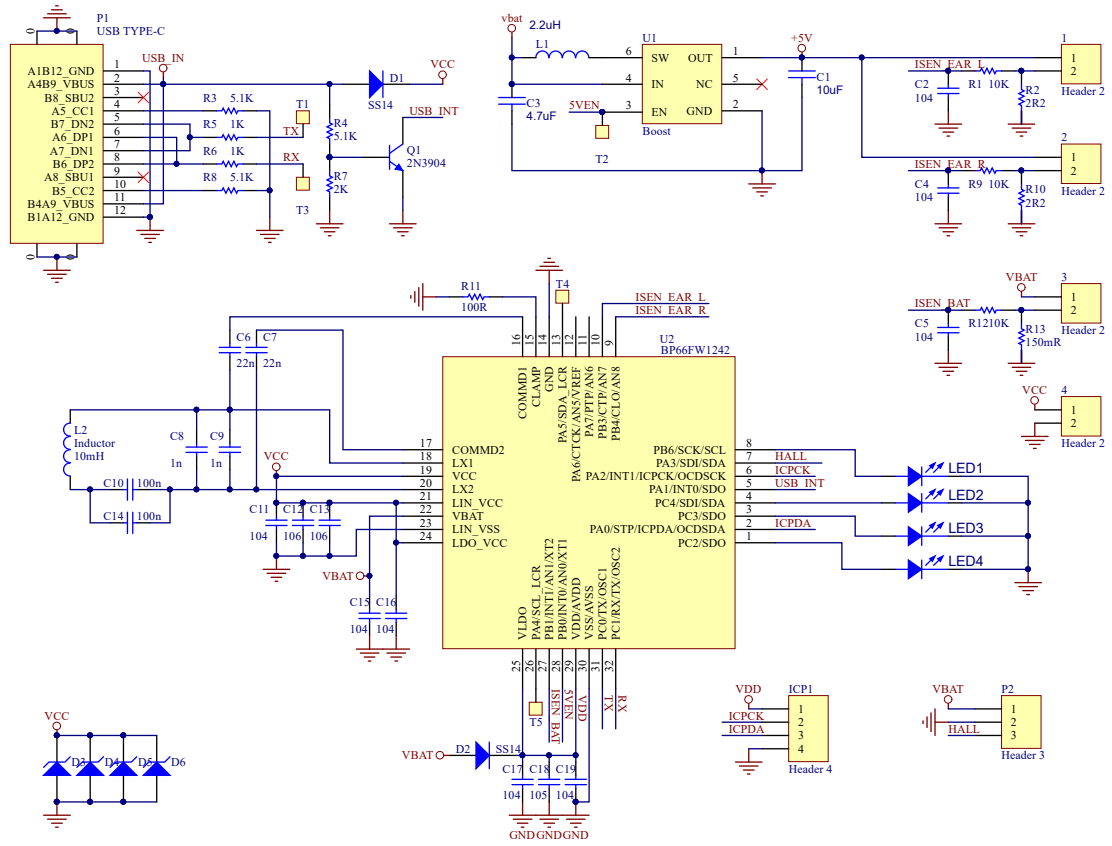 P1
USB TYPE-C
A1B12_GND 1
A4B9_VBUS 2
B8_SBU2 3
A5_CC1 4
B7_DN2 5
A6_DP1 6
A7_DN1 7
B6_DP2 8
A8_SBU1 9
B5_CC2 10
B4A9_VBUS 11
B1A12_GND 12
USB_IN
R3 5.1K
R5 1K
R6 1K
R8 5.1K
T1
TX
RX
T3
D1
SS14
VCC
R4
5.1K
R7
2K
Q1
2N3904
USB_INT
vbat
2.2uH
L1
C3
4.7uF
5VEN
T2
U1
6 SW OUT 1
4 IN NC 5
3 EN GND 2
Boost
+5V
C1
10uF
1
1
2
Header 2
ISEN_EAR_L
C2
104
R1 10K
R2
2R2
2
1
2
Header 2
ISEN_EAR_R
C4
104
R9 10K
R10
2R2
VBAT
3
1
2
Header 2
ISEN_BAT
C5
104
R12 10K
R13
150mR
VCC
4
1
2
Header 2
R11
100R
T4
ISEN_EAR_L
ISEN_EAR_R
C6
22n
C7
22n
L2
Inductor
10mH
C8
1n
C9
1n
C10 100n
C14 100n
VCC
C11
104
C12
106
C13
106
VBAT
C15
104
C16
104
U2
BP66FW1242
16 COMMD1
15 CLAMP
14 GND
13 PA5/SDA_LCR
12 PA6/CTCK/AN5/VREF
11 PA7/PTP/AN6
10 PB3/CTP/AN7
9 PB4/CLO/AN8
17 COMMD2
18 LX1
19 VCC
20 LX2
21 LIN_VCC
22 VBAT
23 LIN_VSS
24 LDO_VCC
PB6/SCK/SCL 8
PA3/SDI/SDA 7 HALL
PA2/INT1/ICPCK/OCDSCK 6 ICPCK
PA1/INT0/SDO 5 USB_INT
PC4/SDI/SDA 4
PC3/SDO 3
PA0/STP/ICPDA/OCDSDA 2 ICPDA
PC2/SDO 1
VLDO 25
PA4/SCL_LCR 26
PB1/INT1/AN1/XT2 27
PB0/INT0/AN0/XT1 28
VDD/AVDD 29
VSS/AVSS 30
PC0/TX/OSC1 31
PC1/RX/TX/OSC2 32
LED1
LED2
LED3
LED4
T5
ISEN_BAT
5VEN
VDD
TX
RX
VBAT
D2
SS14
C17
104
C18
105
C19
104
GND GND GND
VCC
D3
D4
D5
D6
VDD
ICP1
1
ICPCK 2
ICPDA 3
4
Header 4
VBAT
P2
1
2
HALL 3
Header 3